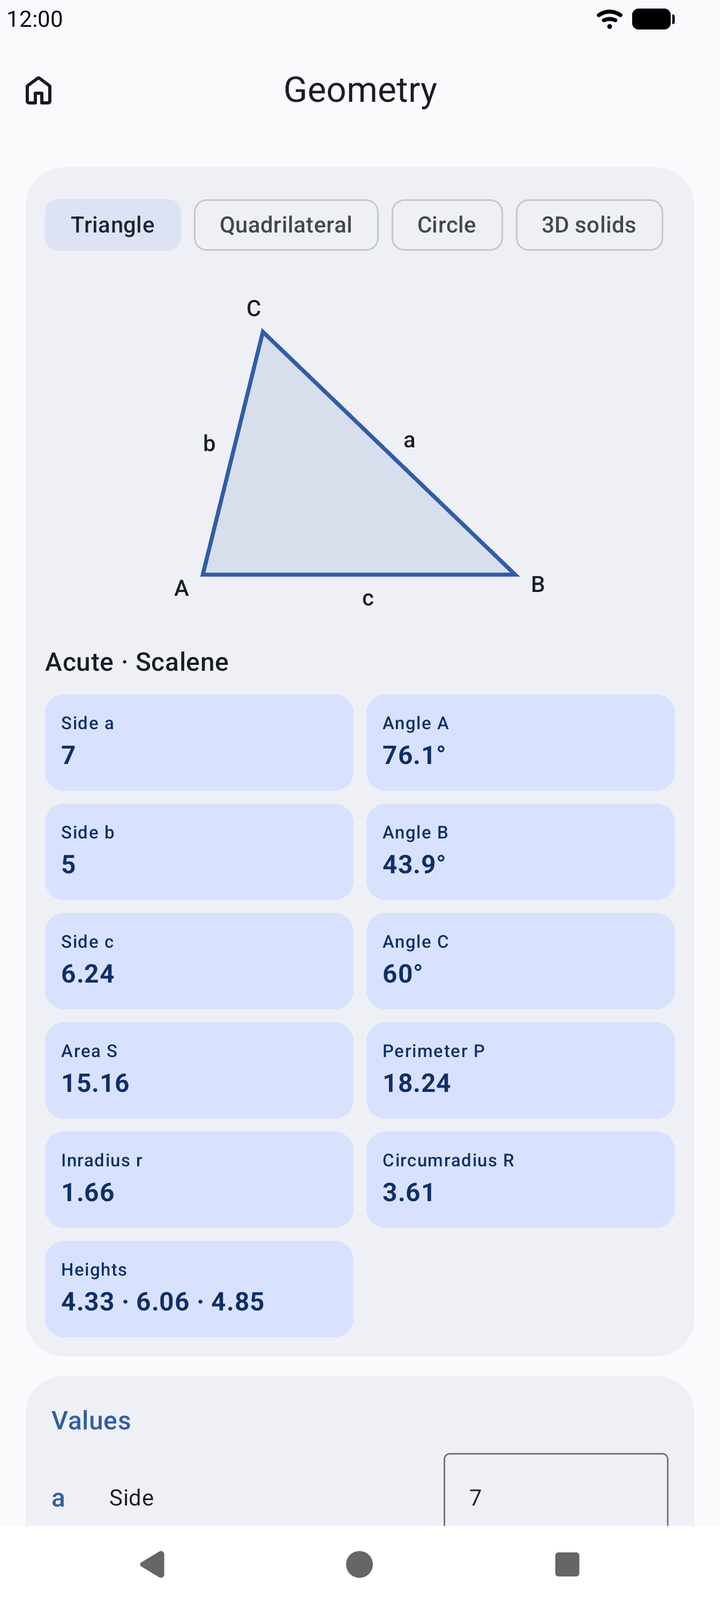 12:00
Geometry
Triangle
Quadrilateral
Circle
3D solids
C
b
a
A
B
c
Acute · Scalene
Side a
7
Angle A
76.1°
Side b
5
Angle B
43.9°
Side c
6.24
Angle C
60°
Area S
15.16
Perimeter P
18.24
Inradius r
1.66
Circumradius R
3.61
Heights
4.33 · 6.06 · 4.85
Values
a Side 7